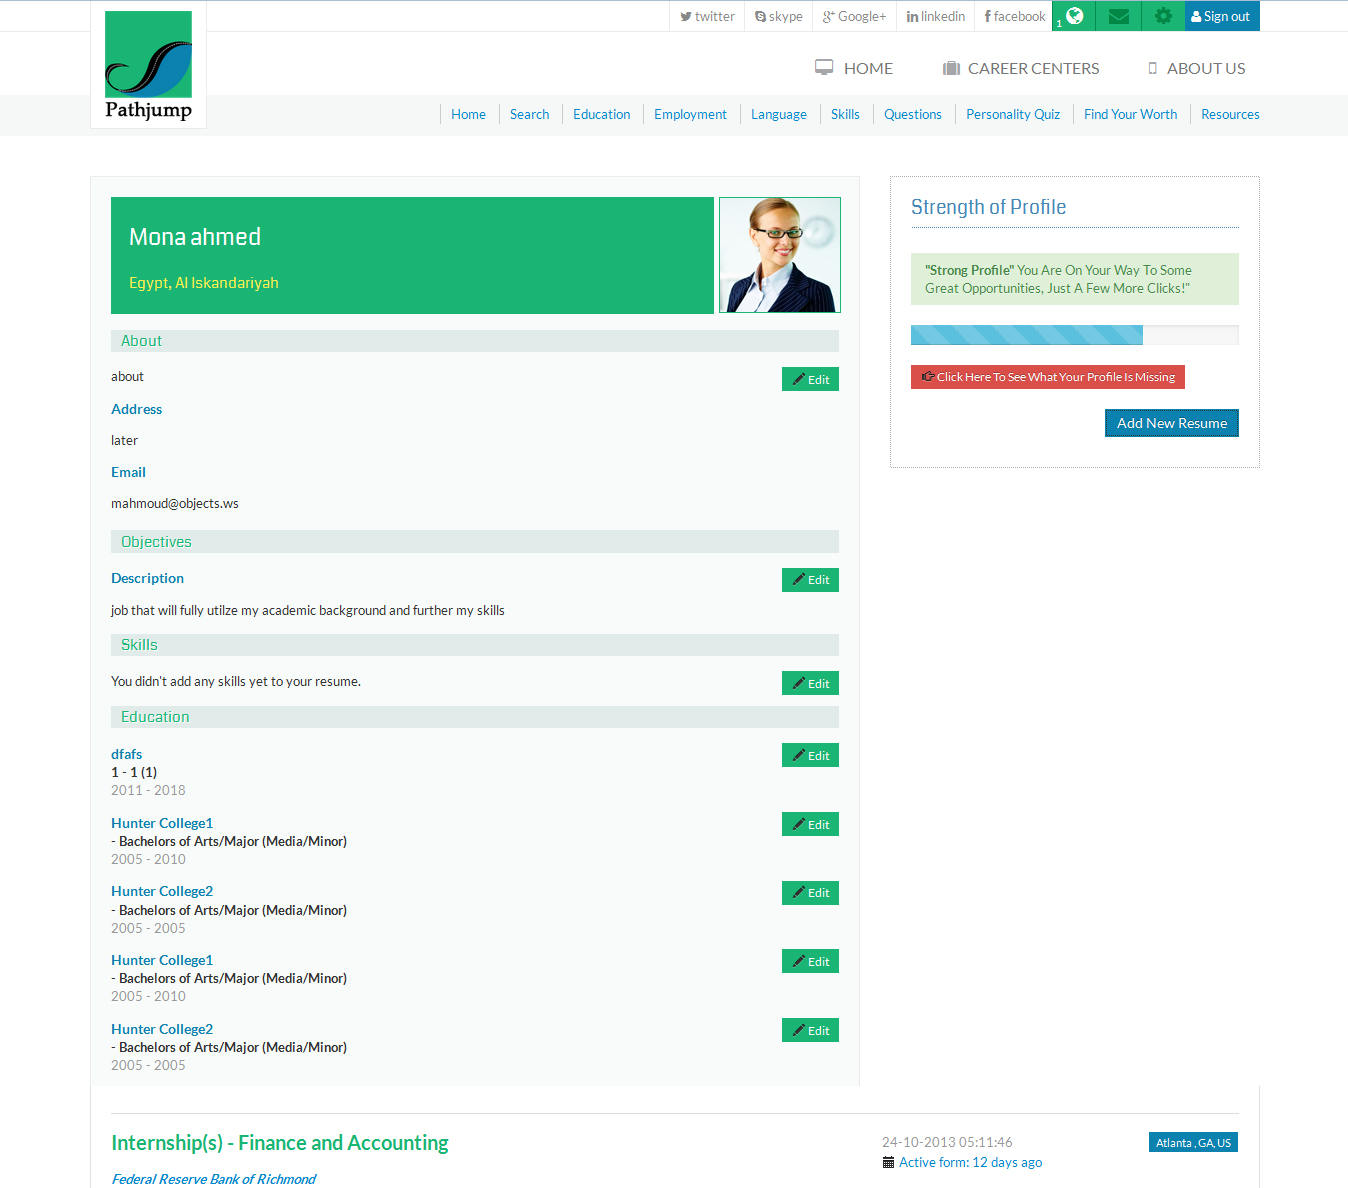 twitter skype Google+ linkedin facebook 1 Sign out
Pathjump
HOME CAREER CENTERS ABOUT US
Home Search Education Employment Language Skills Questions Personality Quiz Find Your Worth Resources
Mona ahmed
Egypt, Al Iskandariyah
About
about
Edit
Address
later
Email
mahmoud@objects.ws
Objectives
Description
Edit
job that will fully utilze my academic background and further my skills
Skills
You didn't add any skills yet to your resume.
Edit
Education
dfafs
Edit
1 - 1 (1)
2011 - 2018
Hunter College1
Edit
- Bachelors of Arts/Major (Media/Minor)
2005 - 2010
Hunter College2
Edit
- Bachelors of Arts/Major (Media/Minor)
2005 - 2005
Hunter College1
Edit
- Bachelors of Arts/Major (Media/Minor)
2005 - 2010
Hunter College2
Edit
- Bachelors of Arts/Major (Media/Minor)
2005 - 2005
Strength of Profile
"Strong Profile" You Are On Your Way To Some
Great Opportunities, Just A Few More Clicks!"
Click Here To See What Your Profile Is Missing
Add New Resume
Internship(s) - Finance and Accounting
24-10-2013 05:11:46
Atlanta , GA, US
Active form: 12 days ago
Federal Reserve Bank of Richmond